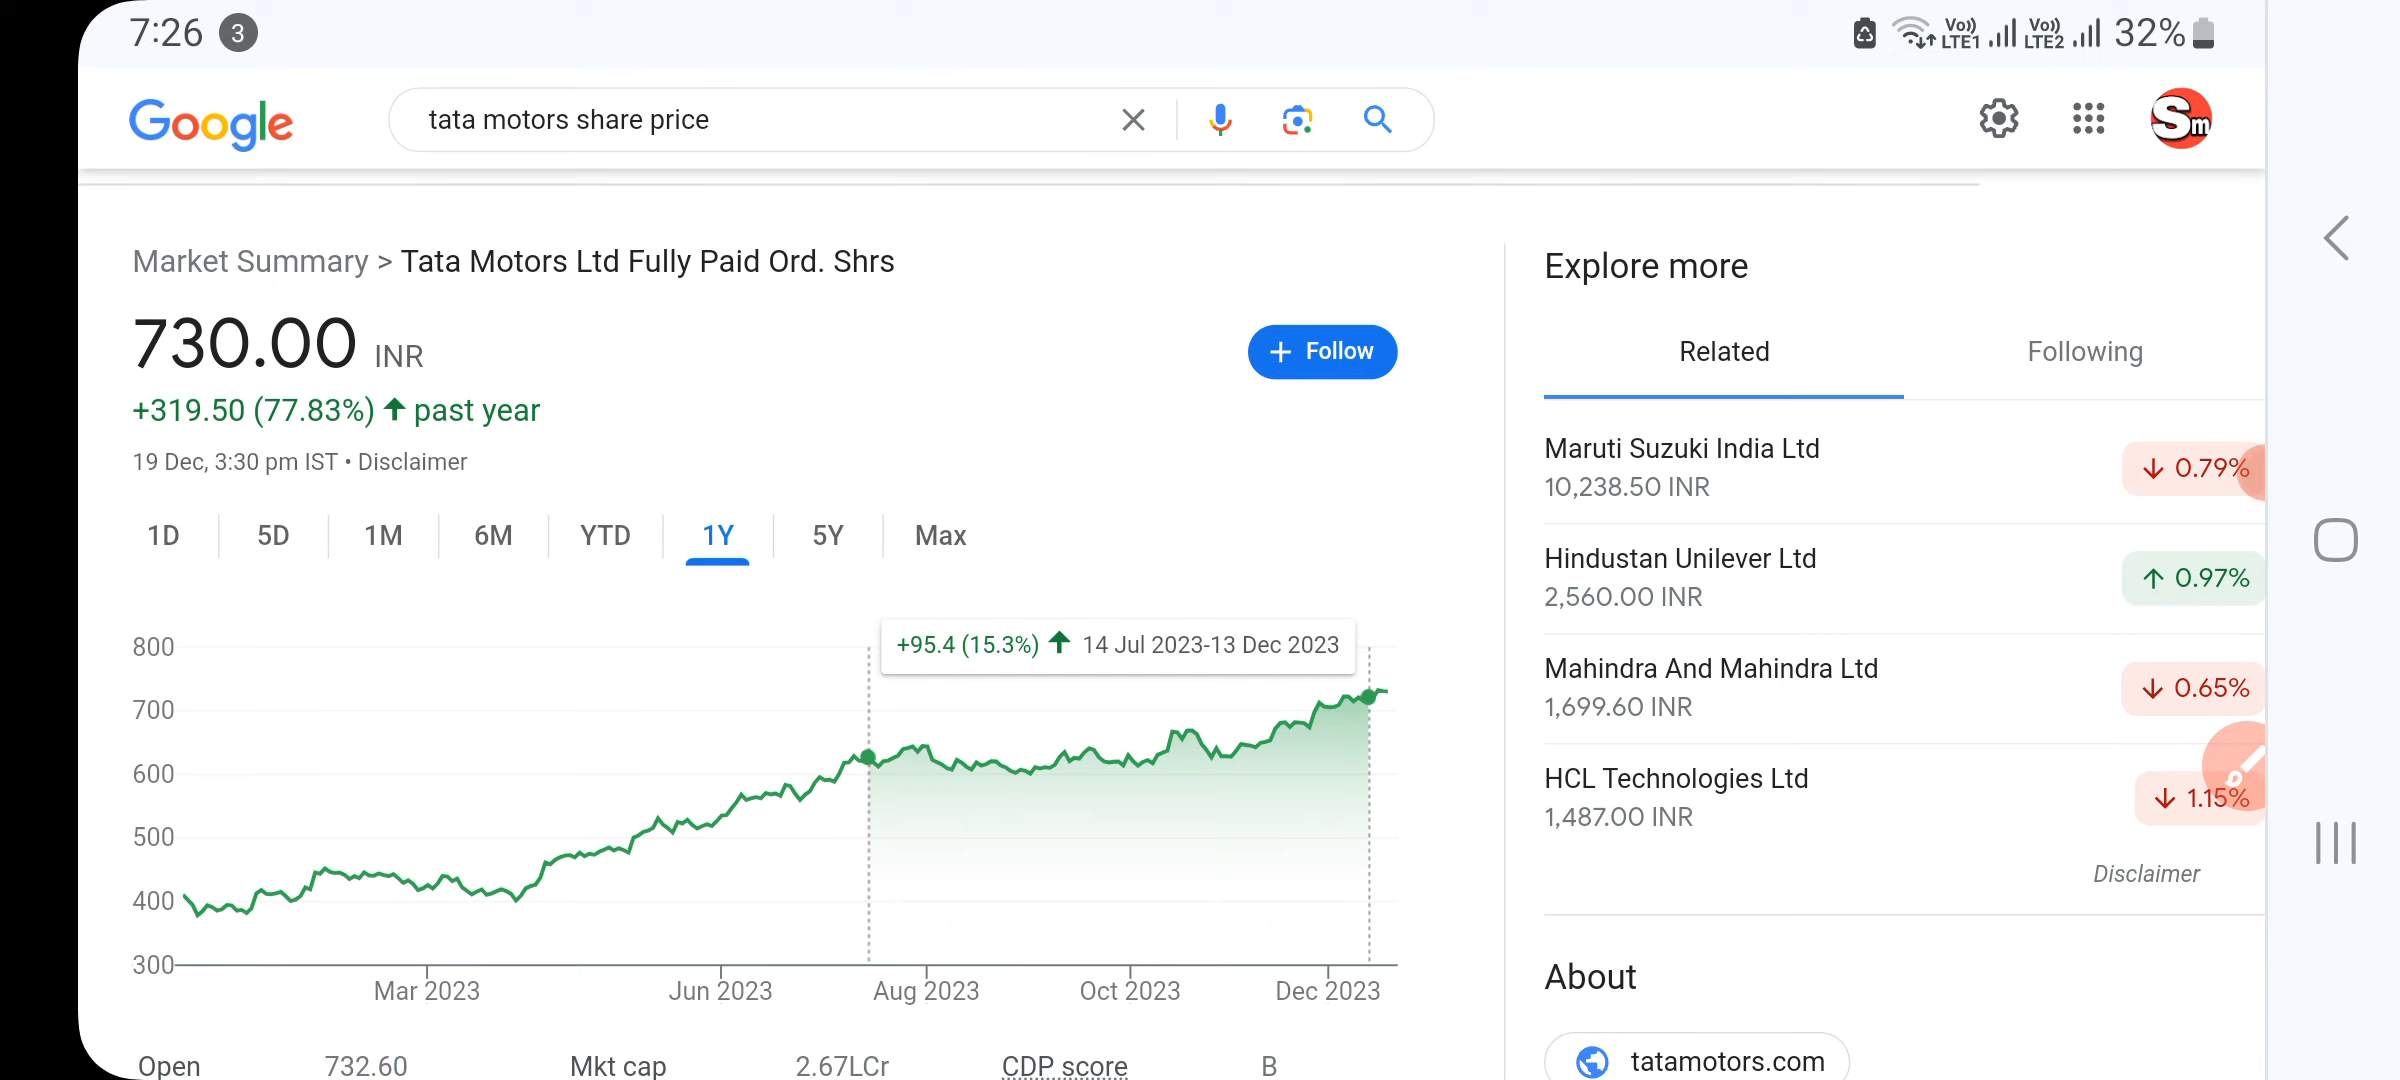 7:26 3 Vo)) LTE1 Vo)) LTE2 32%
Google tata motors share price Sm
Market Summary > Tata Motors Ltd Fully Paid Ord. Shrs
730.00 INR
+ Follow
+319.50 (77.83%) past year
19 Dec, 3:30 pm IST • Disclaimer
1D 5D 1M 6M YTD 1Y 5Y Max
+95.4 (15.3%) 14 Jul 2023-13 Dec 2023
800
700
600
500
400
300
Mar 2023 Jun 2023 Aug 2023 Oct 2023 Dec 2023
Open 732.60 Mkt cap 2.67LCr CDP score B
Explore more
Related Following
Maruti Suzuki India Ltd
10,238.50 INR
0.79%
Hindustan Unilever Ltd
2,560.00 INR
0.97%
Mahindra And Mahindra Ltd
1,699.60 INR
0.65%
HCL Technologies Ltd
1,487.00 INR
1.15%
Disclaimer
About
tatamotors.com